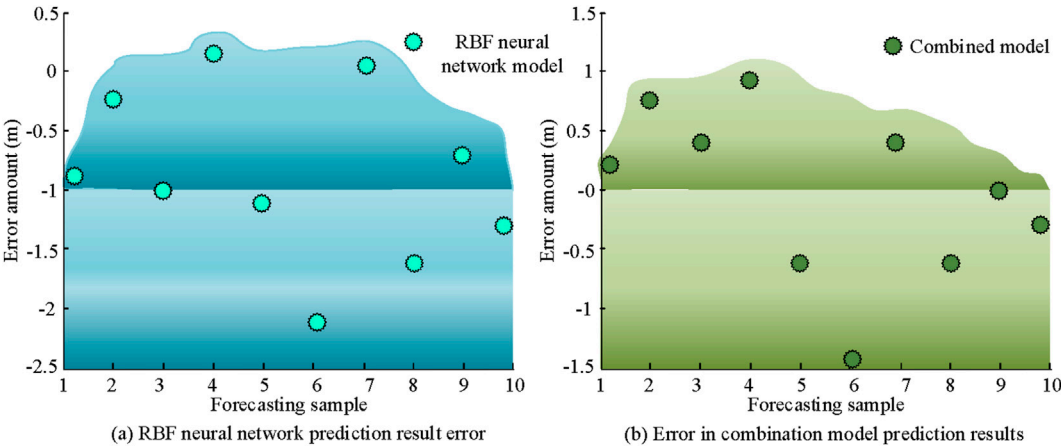 0.5
0
-0.5
-1
-1.5
-2
-2.5
Error amount (m)
RBF neural
network model
1 2 3 4 5 6 7 8 9 10
Forecasting sample
(a) RBF neural network prediction result error
1.5
1
0.5
-0
-0.5
-1
-1.5
Error amount (m)
Combined model
1 2 3 4 5 6 7 8 9 10
Forecasting sample
(b) Error in combination model prediction results